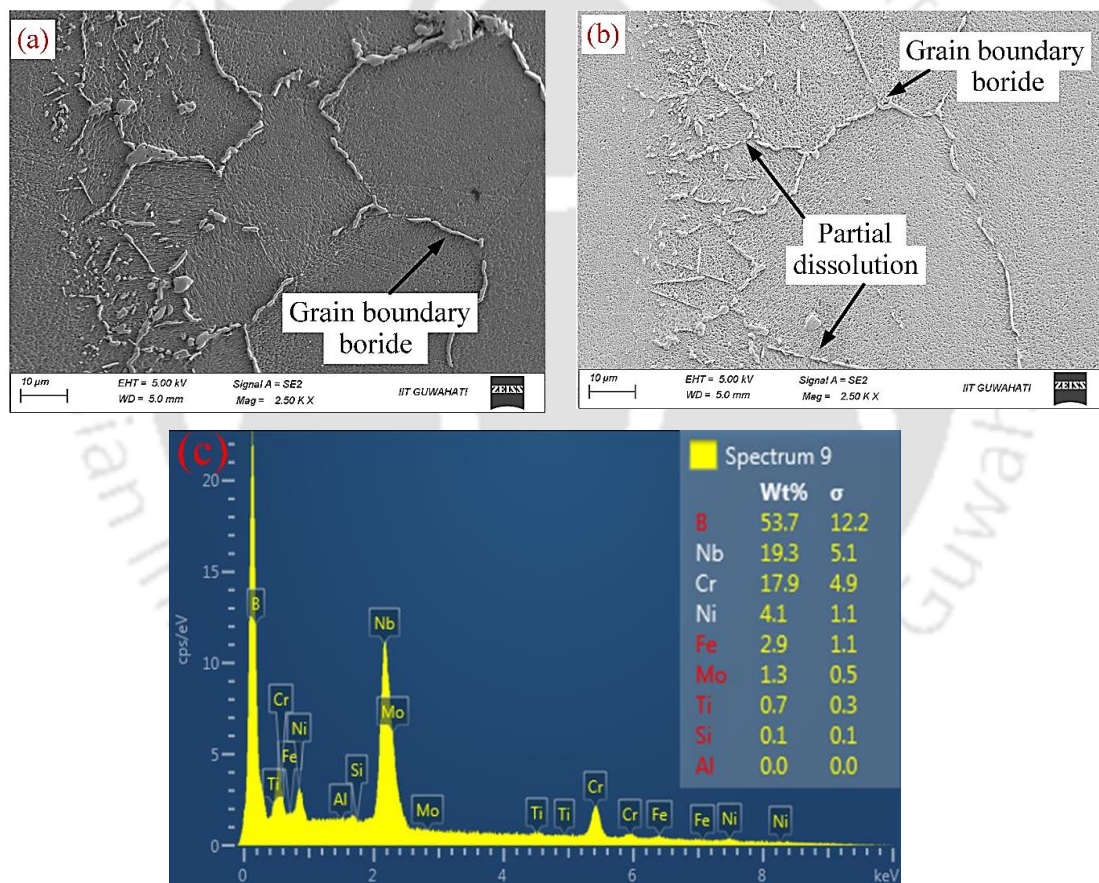 (a)
Grain boundary
boride
10 µm
EHT = 5.00 kV
WD = 5.0 mm
Signal A = SE2
Mag = 2.50 K X
IIT GUWAHATI
ZEISS
(b)
Grain boundary
boride
Partial
dissolution
10 µm
EHT = 5.00 kV
WD = 5.0 mm
Signal A = SE2
Mag = 2.50 K X
IIT GUWAHATI
ZEISS
(c)
Spectrum 9
Wt% σ
B 53.7 12.2
Nb 19.3 5.1
Cr 17.9 4.9
Ni 4.1 1.1
Fe 2.9 1.1
Mo 1.3 0.5
Ti 0.7 0.3
Si 0.1 0.1
Al 0.0 0.0
20
15
cps/eV
10
5
0
B
Ti
Cr
Fe
Ni
Al
Si
Nb
Mo
Mo
Ti
Ti
Cr
Cr
Fe
Fe
Ni
Ni
0 2 4 6 8 keV
ian In
Guwah